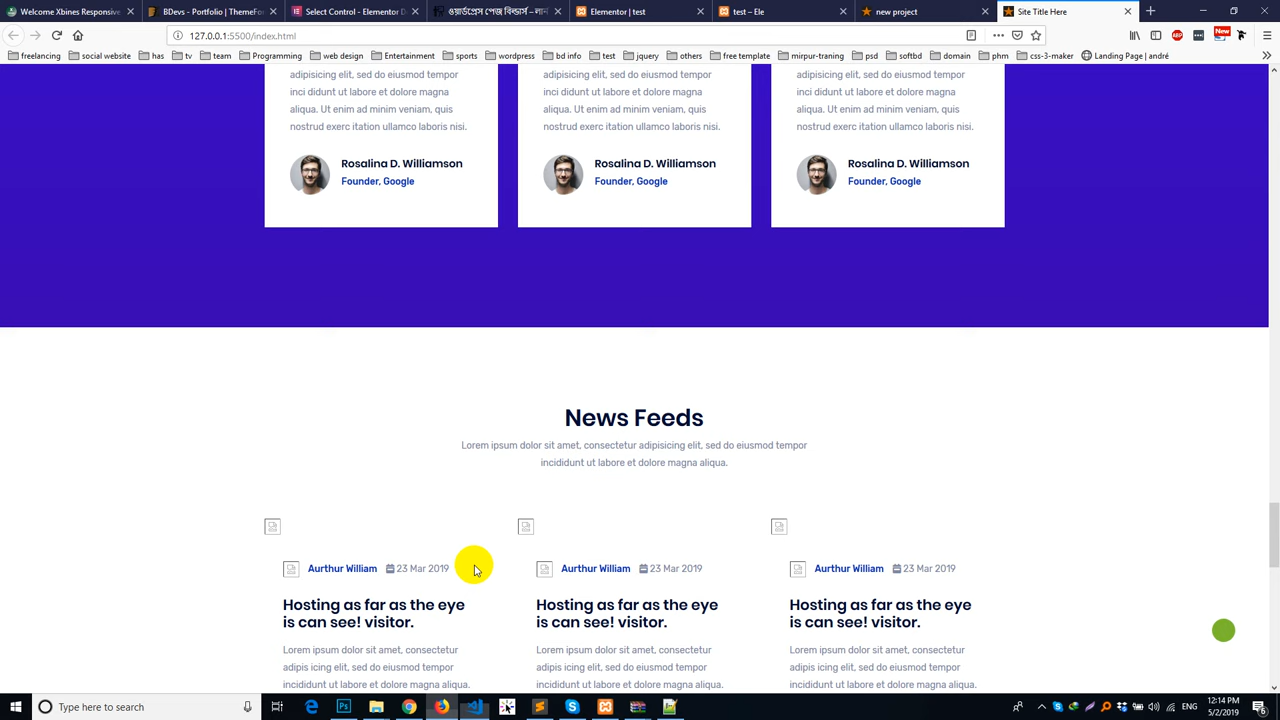 Welcome Xbines Responsive
BDevs - Portfolio | ThemeFor
Select Control - Elementor D
ওয়ার্ডপ্রেস পেজ বিল্ডার্স – লান
Elementor | test
test – Ele
new project
Site Title Here
127.0.0.1:5500/index.html
New
freelancing
social website
has
tv
team
Programming
web design
Entertainment
sports
wordpress
bd info
test
jquery
others
free template
mirpur-traning
psd
softbd
domain
phm
css-3-maker
Landing Page | andré
adipisicing elit, sed do eiusmod tempor
inci didunt ut labore et dolore magna
aliqua. Ut enim ad minim veniam, quis
nostrud exerc itation ullamco laboris nisi.
Rosalina D. Williamson
Founder, Google
adipisicing elit, sed do eiusmod tempor
inci didunt ut labore et dolore magna
aliqua. Ut enim ad minim veniam, quis
nostrud exerc itation ullamco laboris nisi.
Rosalina D. Williamson
Founder, Google
adipisicing elit, sed do eiusmod tempor
inci didunt ut labore et dolore magna
aliqua. Ut enim ad minim veniam, quis
nostrud exerc itation ullamco laboris nisi.
Rosalina D. Williamson
Founder, Google
News Feeds
Lorem ipsum dolor sit amet, consectetur adipisicing elit, sed do eiusmod tempor
incididunt ut labore et dolore magna aliqua.
Aurthur William 23 Mar 2019
Hosting as far as the eye
is can see! visitor.
Lorem ipsum dolor sit amet, consectetur
adipis icing elit, sed do eiusmod tempor
incididunt ut labore et dolore magna aliqua.
Aurthur William 23 Mar 2019
Hosting as far as the eye
is can see! visitor.
Lorem ipsum dolor sit amet, consectetur
adipis icing elit, sed do eiusmod tempor
incididunt ut labore et dolore magna aliqua.
Aurthur William 23 Mar 2019
Hosting as far as the eye
is can see! visitor.
Lorem ipsum dolor sit amet, consectetur
adipis icing elit, sed do eiusmod tempor
incididunt ut labore et dolore magna aliqua.
Type here to search
ENG
12:14 PM
5/2/2019